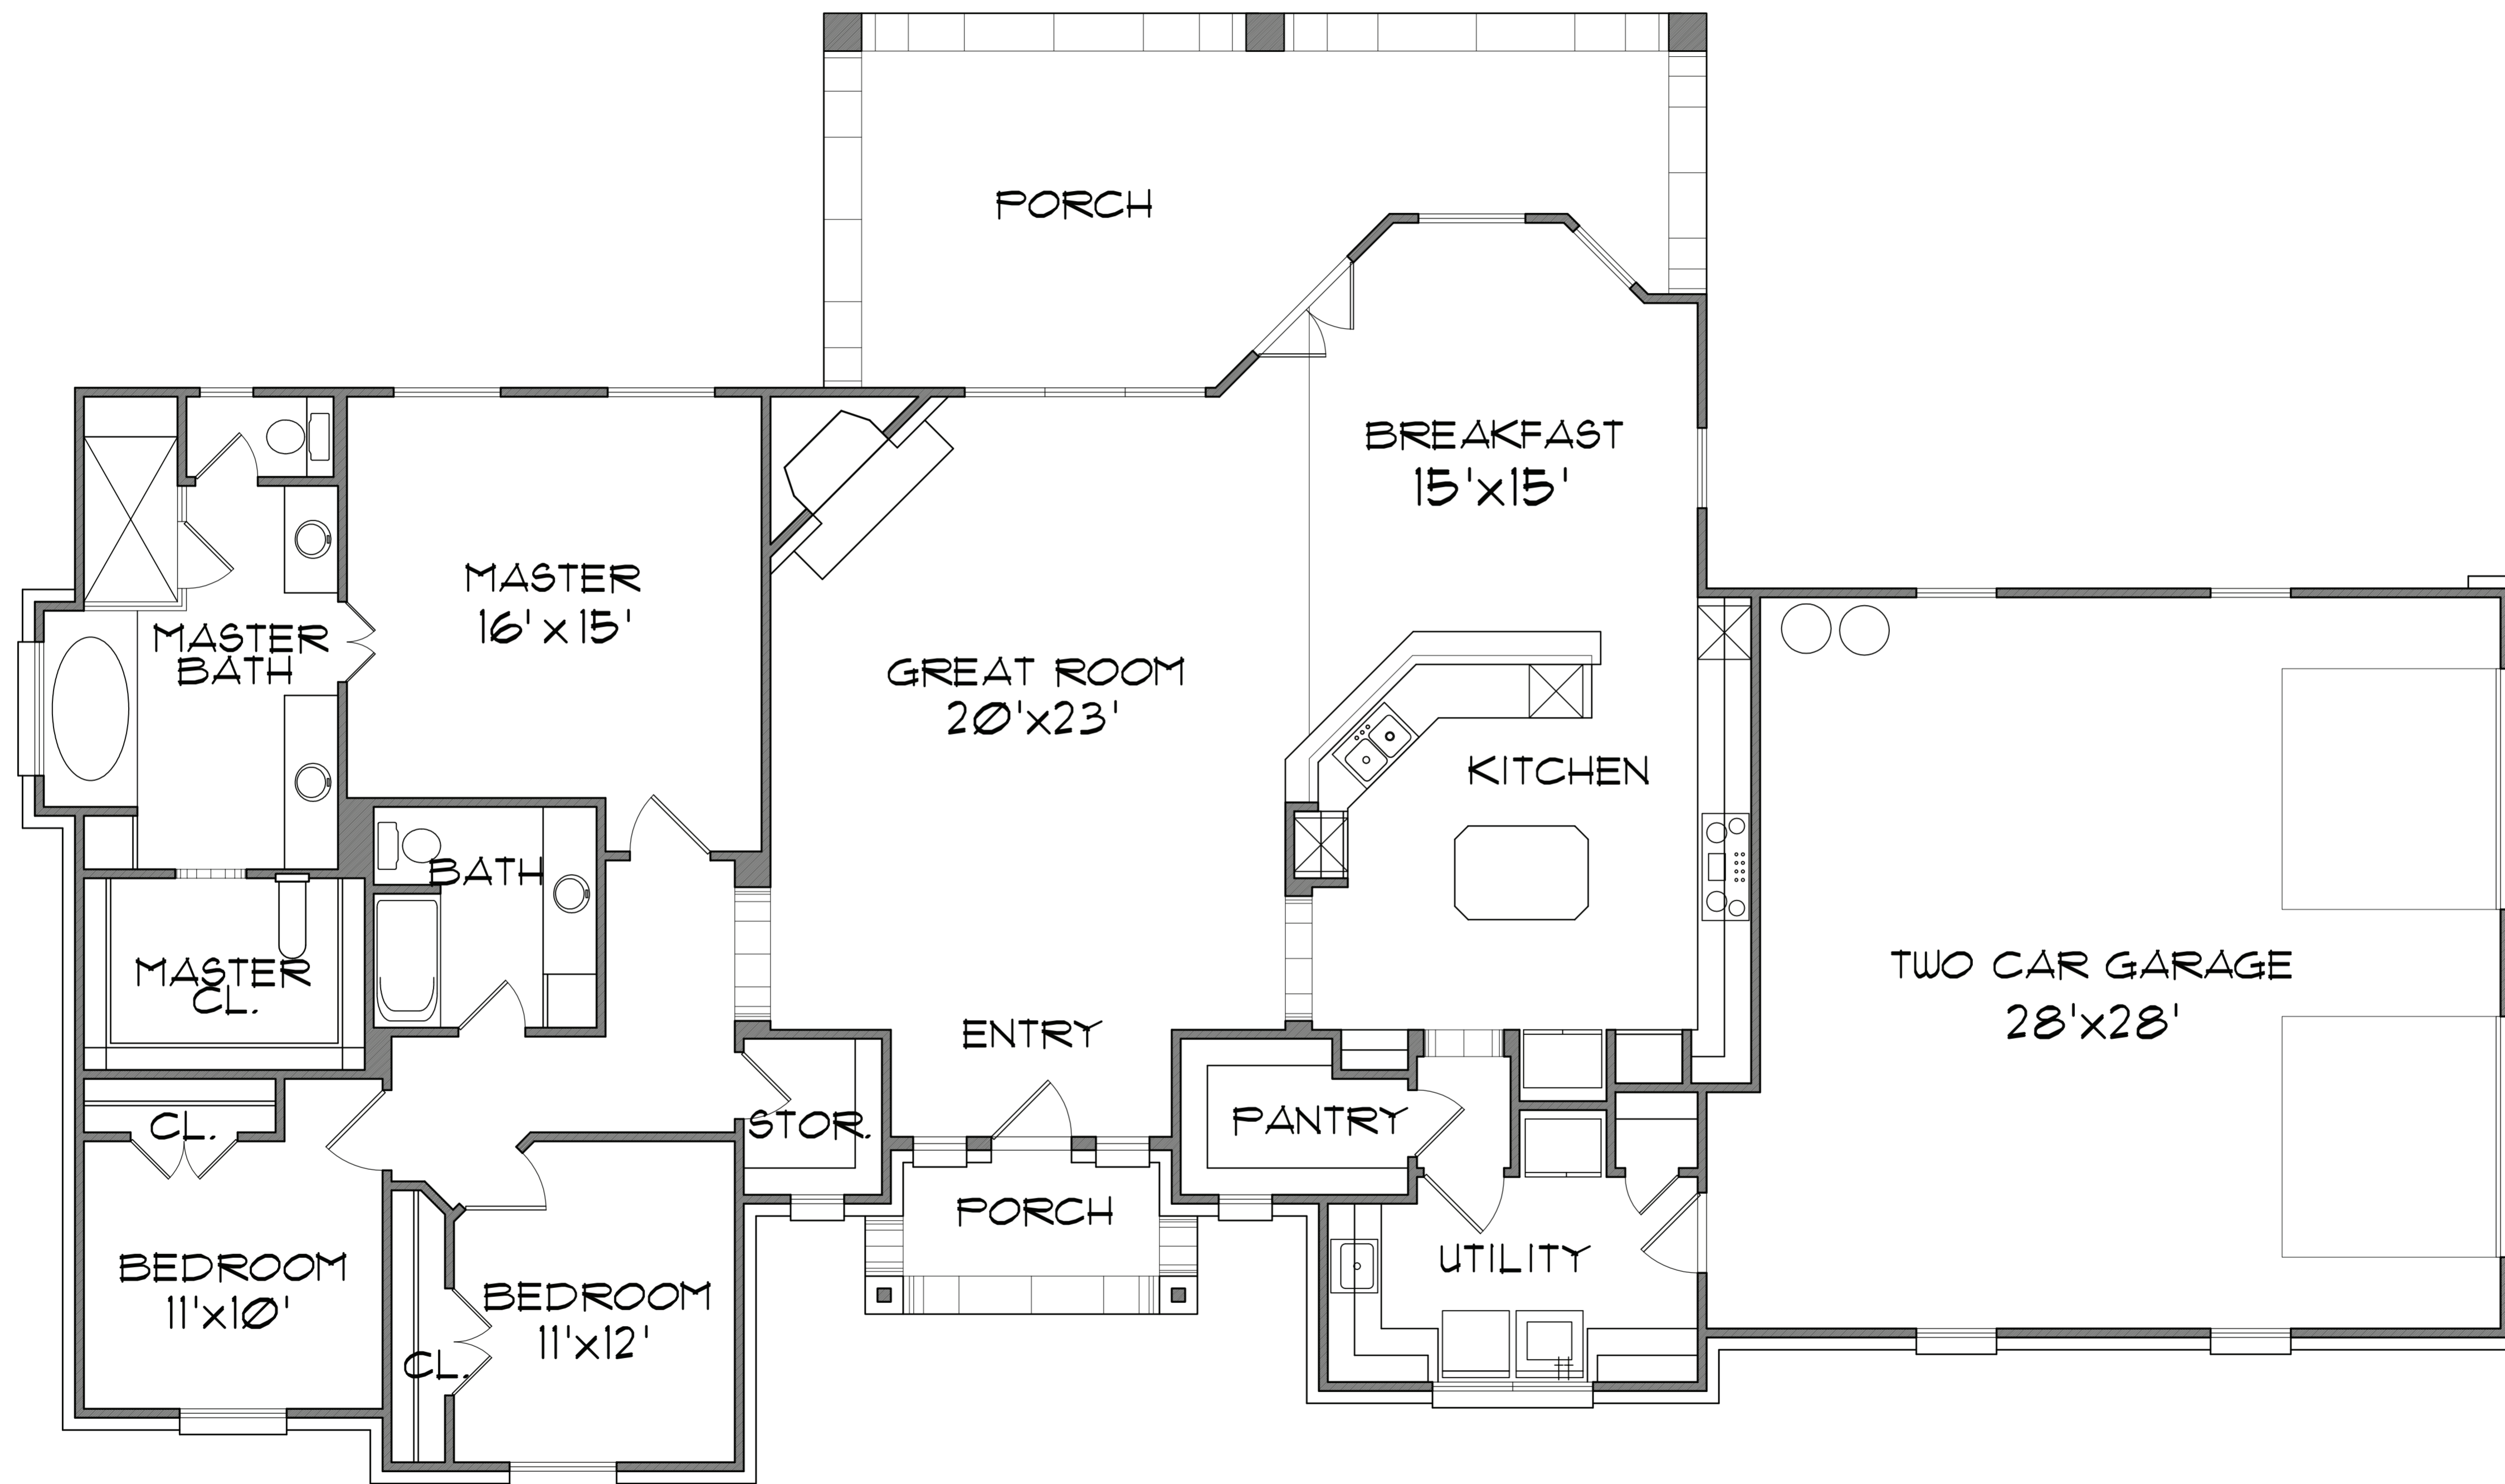 PORCH
BREAKFAST
15'x15'
MASTER
16'x15'
MASTER
BATH
GREAT ROOM
20'x23'
KITCHEN
BATH
MASTER
CL.
TWO CAR GARAGE
28'x28'
ENTRY
CL.
STOR.
PANTRY
PORCH
BEDROOM
11'x10'
BEDROOM
11'x12'
UTILITY
CL.